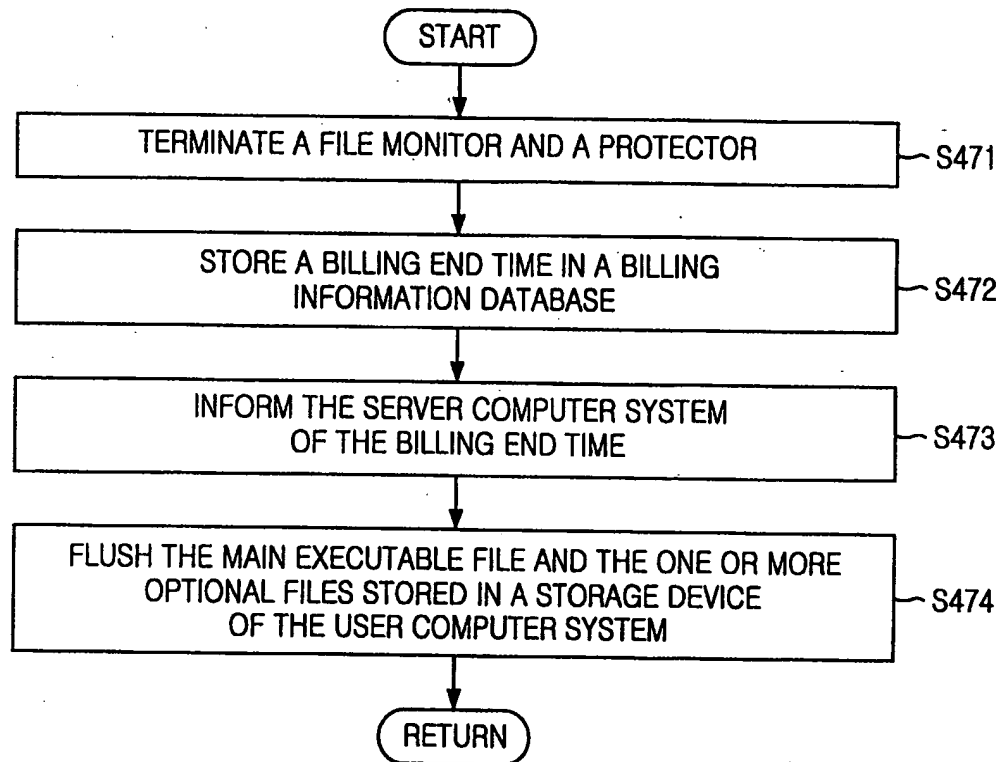 START
TERMINATE A FILE MONITOR AND A PROTECTOR
S471
STORE A BILLING END TIME IN A BILLING
INFORMATION DATABASE
S472
INFORM THE SERVER COMPUTER SYSTEM
OF THE BILLING END TIME
S473
FLUSH THE MAIN EXECUTABLE FILE AND THE ONE OR MORE
OPTIONAL FILES STORED IN A STORAGE DEVICE
OF THE USER COMPUTER SYSTEM
S474
RETURN